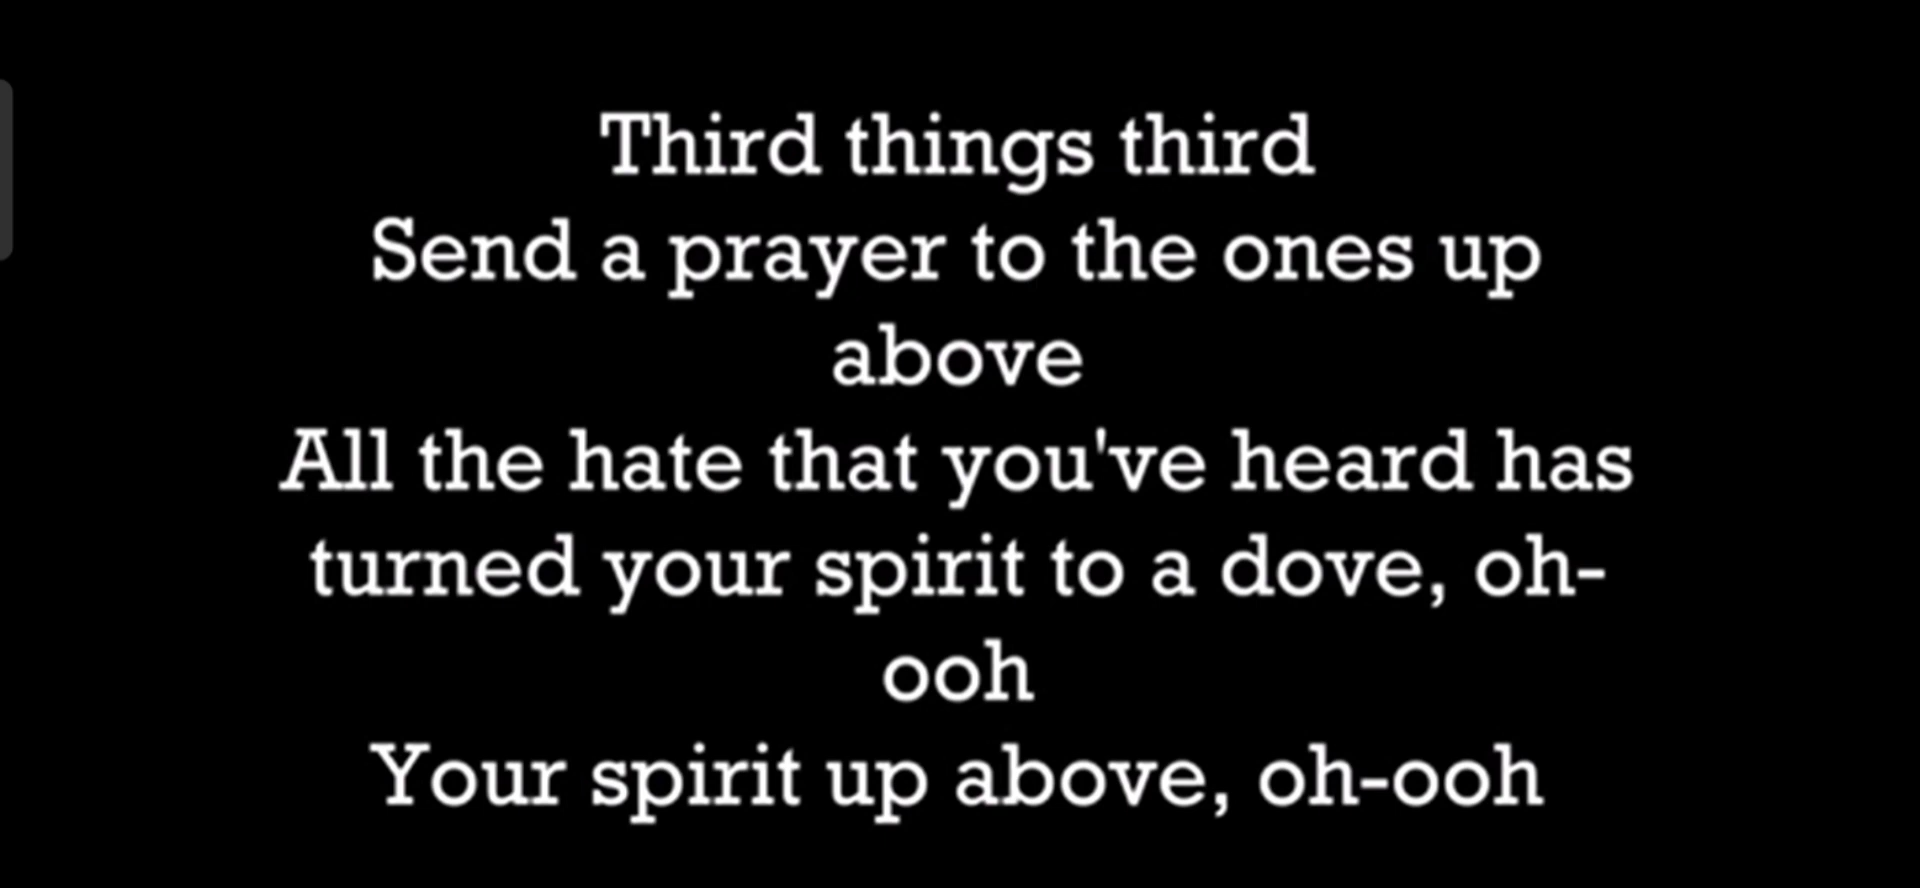 Third things third
Send a prayer to the ones up
above
All the hate that you've heard has
turned your spirit to a dove, oh-
ooh
Your spirit up above, oh-ooh